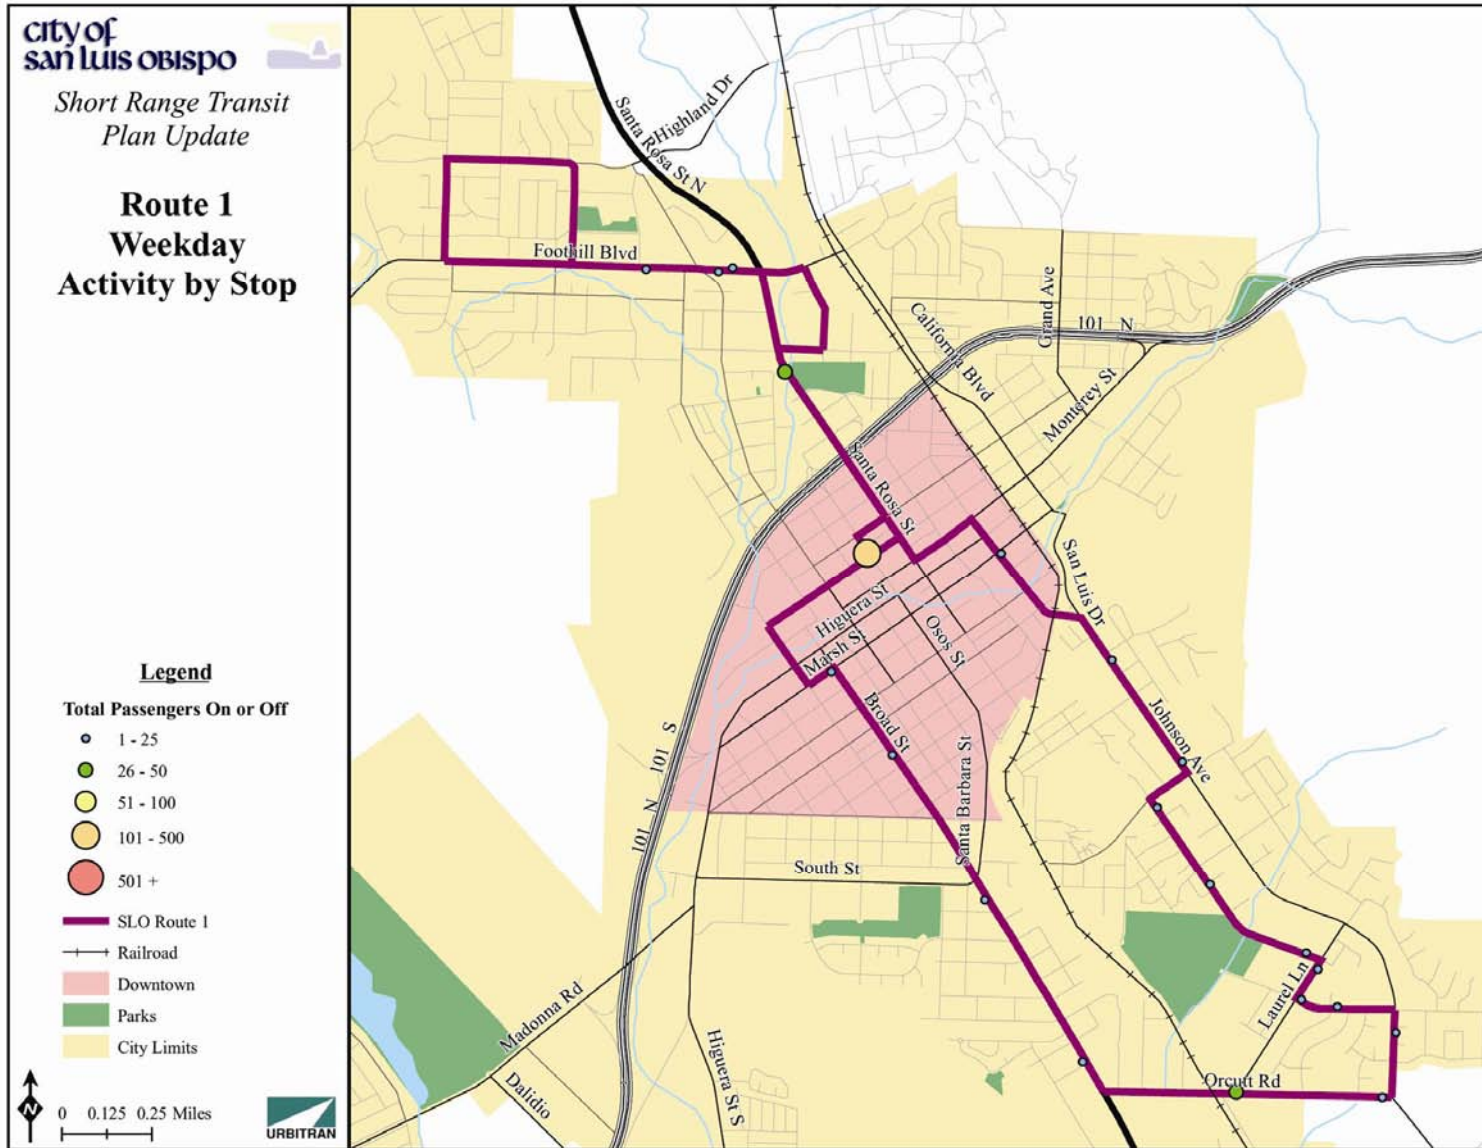 city of
san luis obispo
Short Range Transit
Plan Update
Route 1
Weekday
Activity by Stop
Legend
Total Passengers On or Off
1 - 25
26 - 50
51 - 100
101 - 500
501 +
SLO Route 1
Railroad
Downtown
Parks
City Limits
N
0 0.125 0.25 Miles
URBITRAN
Highland Dr
Santa Rosa St N
Foothill Blvd
Grand Ave
101 N
California Blvd
Monterey St
Santa Rosa St
San Luis Dr
Higuera St
Marsh St
Osos St
Broad St
Johnson Ave
Santa Barbara St
101 N 101 S
South St
Laurel Ln
Madonna Rd
Dalidio
Higuera St S
Orcutt Rd